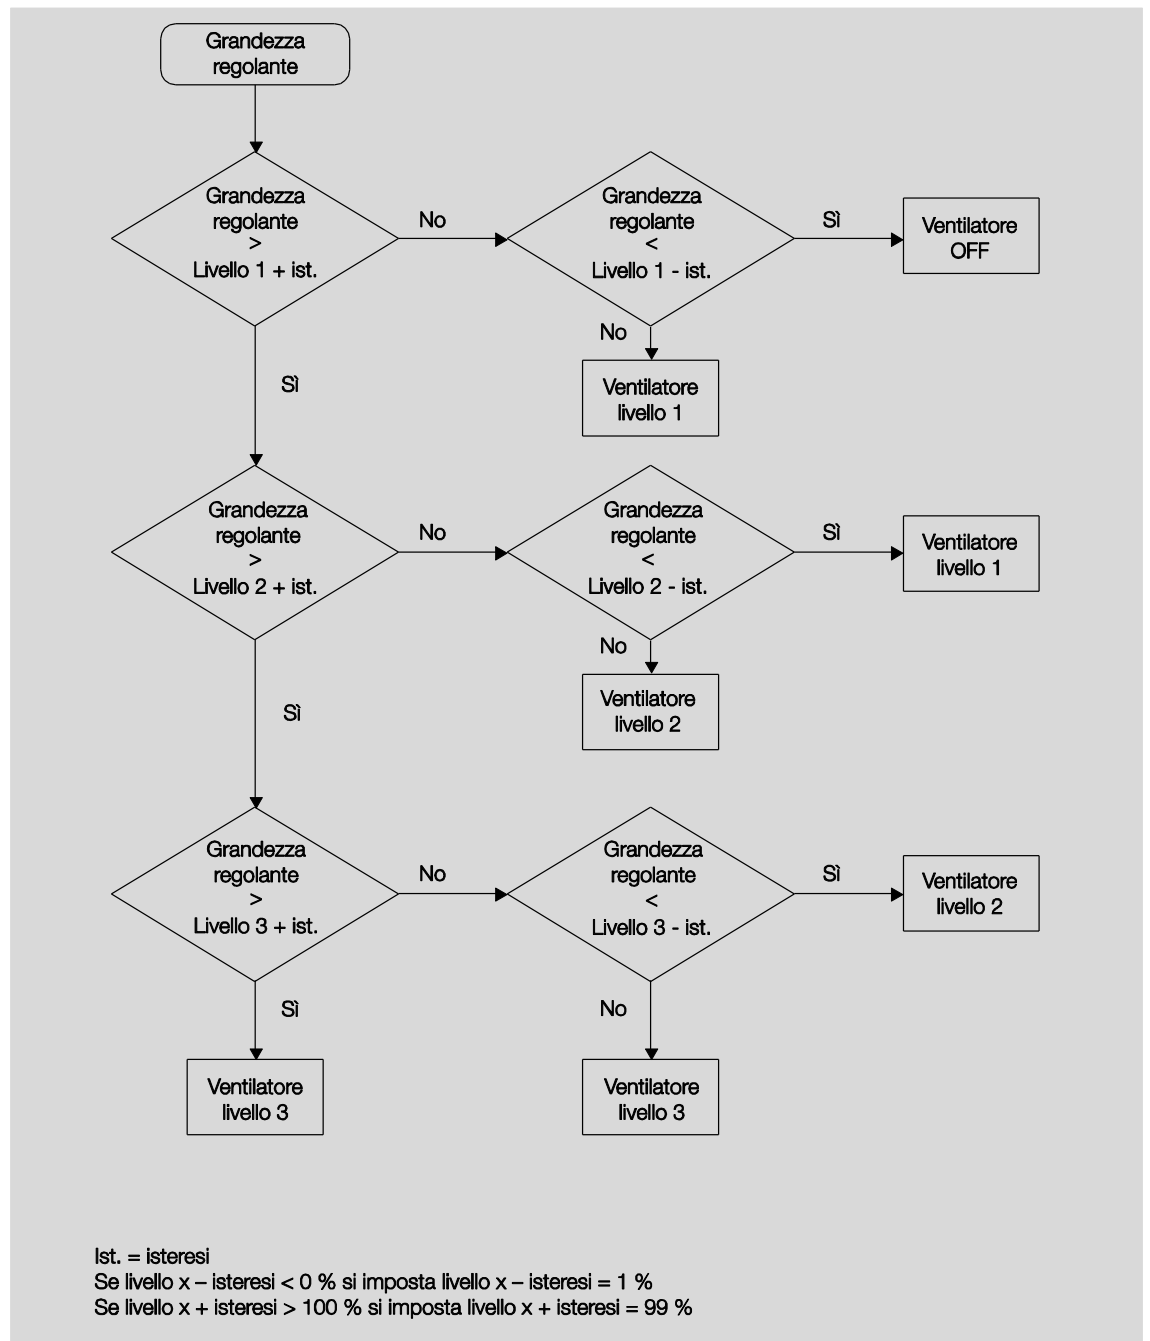 Grandezza
regolante
Grandezza
regolante
>
Livello 1 + ist.
No
Grandezza
regolante
<
Livello 1 - ist.
Sì
Ventilatore
OFF
No
Ventilatore
livello 1
Sì
Grandezza
regolante
>
Livello 2 + ist.
No
Grandezza
regolante
<
Livello 2 - ist.
Sì
Ventilatore
livello 1
No
Ventilatore
livello 2
Sì
Grandezza
regolante
>
Livello 3 + ist.
No
Grandezza
regolante
<
Livello 3 - ist.
Sì
Ventilatore
livello 2
Sì
No
Ventilatore
livello 3
Ventilatore
livello 3
Ist. = isteresi
Se livello x – isteresi < 0 % si imposta livello x – isteresi = 1 %
Se livello x + isteresi > 100 % si imposta livello x + isteresi = 99 %